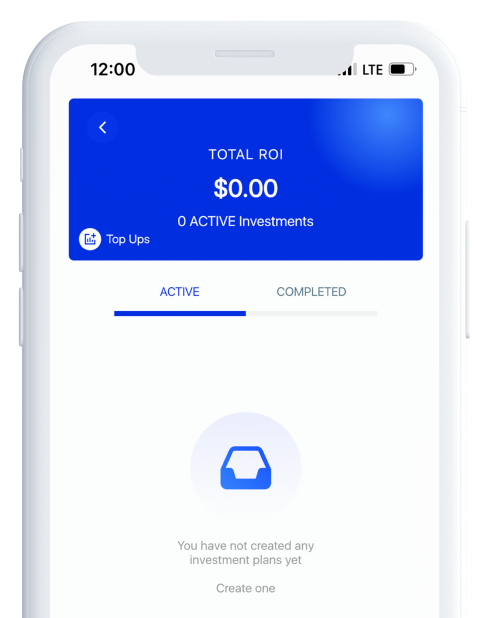 12:00
LTE
TOTAL ROI
$0.00
0 ACTIVE Investments
Top Ups
ACTIVE
COMPLETED
You have not created any
investment plans yet
Create one